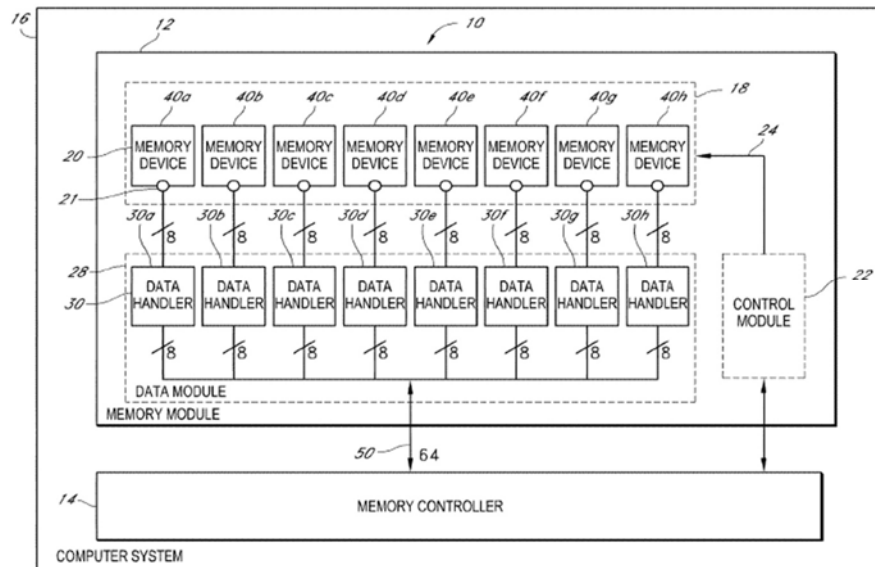 16
12
10
40a 40b 40c 40d 40e 40f 40g 40h
18
20
MEMORY DEVICE MEMORY DEVICE MEMORY DEVICE MEMORY DEVICE MEMORY DEVICE MEMORY DEVICE MEMORY DEVICE MEMORY DEVICE
24
21
30a 30b 30c 30d 30e 30f 30g 30h
8 8 8 8 8 8 8 8
28
22
30
DATA HANDLER DATA HANDLER DATA HANDLER DATA HANDLER DATA HANDLER DATA HANDLER DATA HANDLER DATA HANDLER
CONTROL MODULE
8 8 8 8 8 8 8 8
DATA MODULE
MEMORY MODULE
50 64
14
MEMORY CONTROLLER
COMPUTER SYSTEM